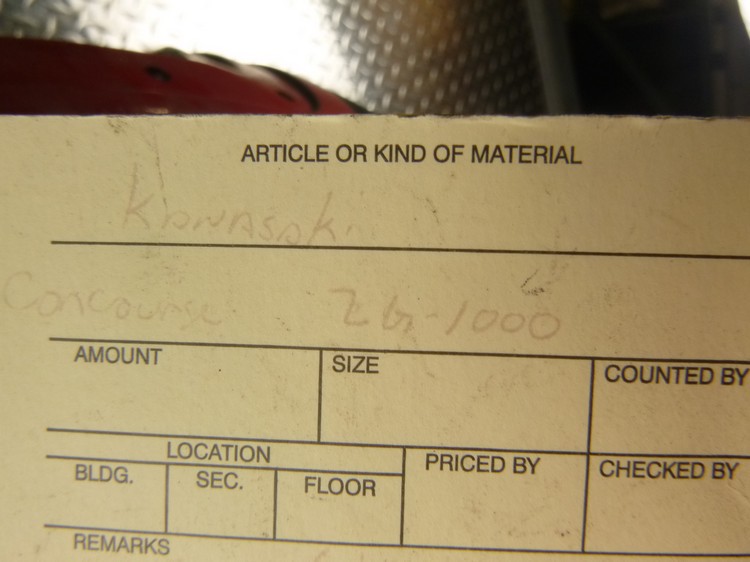 ARTICLE OR KIND OF MATERIAL
KAWASAKI
Concourse ZG-1000
AMOUNT SIZE COUNTED BY
LOCATION PRICED BY CHECKED BY
BLDG. SEC. FLOOR
REMARKS